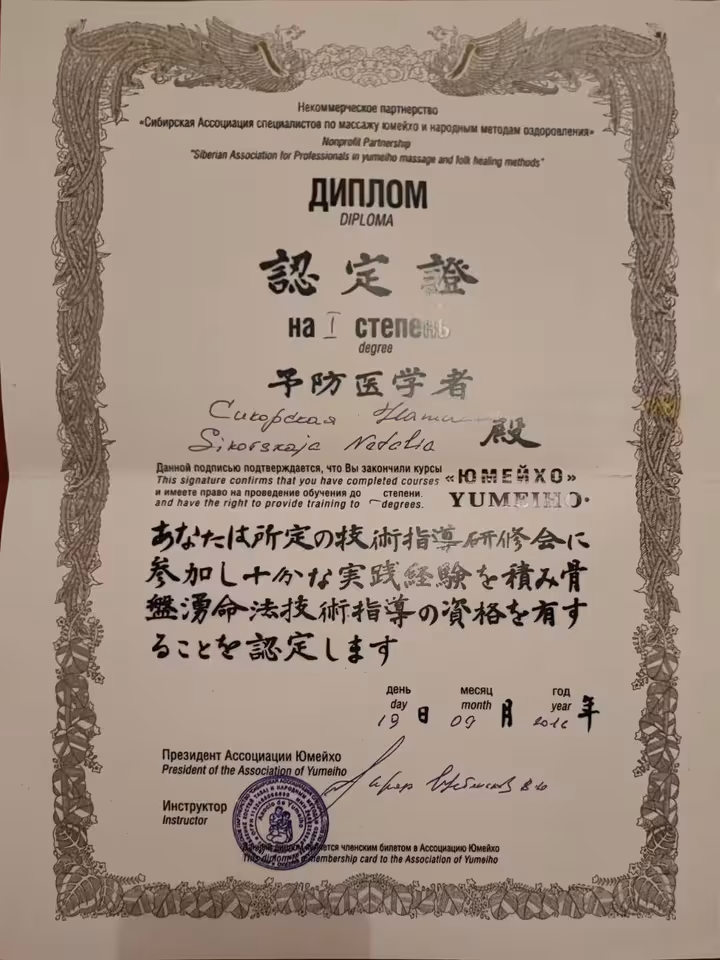 Некоммерческое партнерство
«Сибирская Ассоциация специалистов по массажу юмейхо и народным методам оздоровления»
Nonprofit Partnership
"Siberian Association for Professionals in yumeiho massage and folk healing methods"
ДИПЛОМ
DIPLOMA
認定證
на I степень
degree
予防医学者
Сикорская
Sikorskaja Natalia 殿
Данной подписью подтверждается, что Вы закончили курсы «ЮМЕЙХО»
This signature confirms that you have completed courses
и имеете право на проведение обучения до степени. YUMEIHO
and have the right to provide training to – degrees.
あなたは所定の技術指導研修会に
参加し十分な実践経験を積み骨
盤湧命法技術指導の資格を有す
ることを認定します
день месяц год
day month year
19 日 09 月 年
Президент Ассоциации Юмейхо
President of the Association of Yumeiho
Инструктор
Instructor
является членским билетом в Ассоциацию Юмейхо
This diploma membership card to the Association of Yumeiho